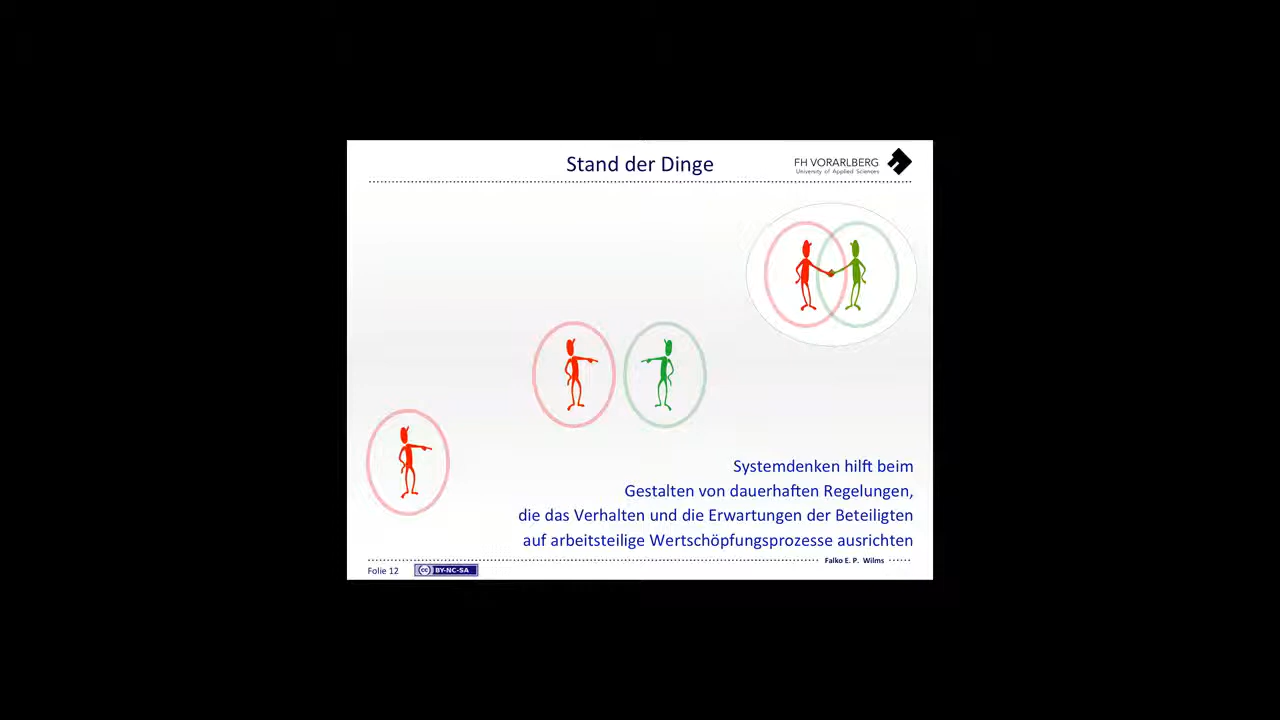 Stand der Dinge
FH VORARLBERG
University of Applied Sciences
Systemdenken hilft beim
Gestalten von dauerhaften Regelungen,
die das Verhalten und die Erwartungen der Beteiligten
auf arbeitsteilige Wertschöpfungsprozesse ausrichten
Falko E. P. Wilms
Folie 12
cc BY-NC-SA